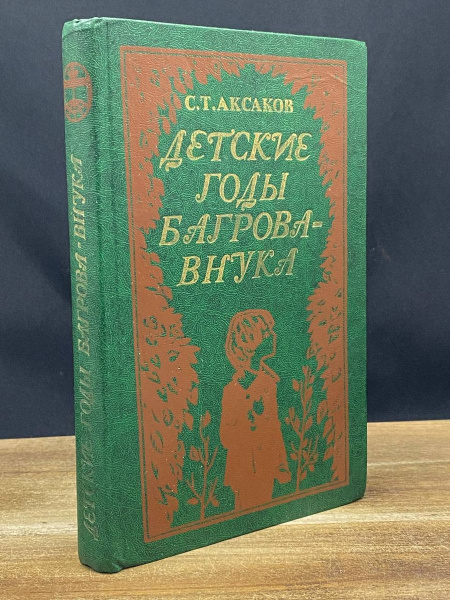 С.Т.АКСАКОВ
ДЕТСКИЕ
ГОДЫ
БАГРОВА-
ВНУКА
ДЕТСКИЕ ГОДЫ БАГРОВА-ВНУКА